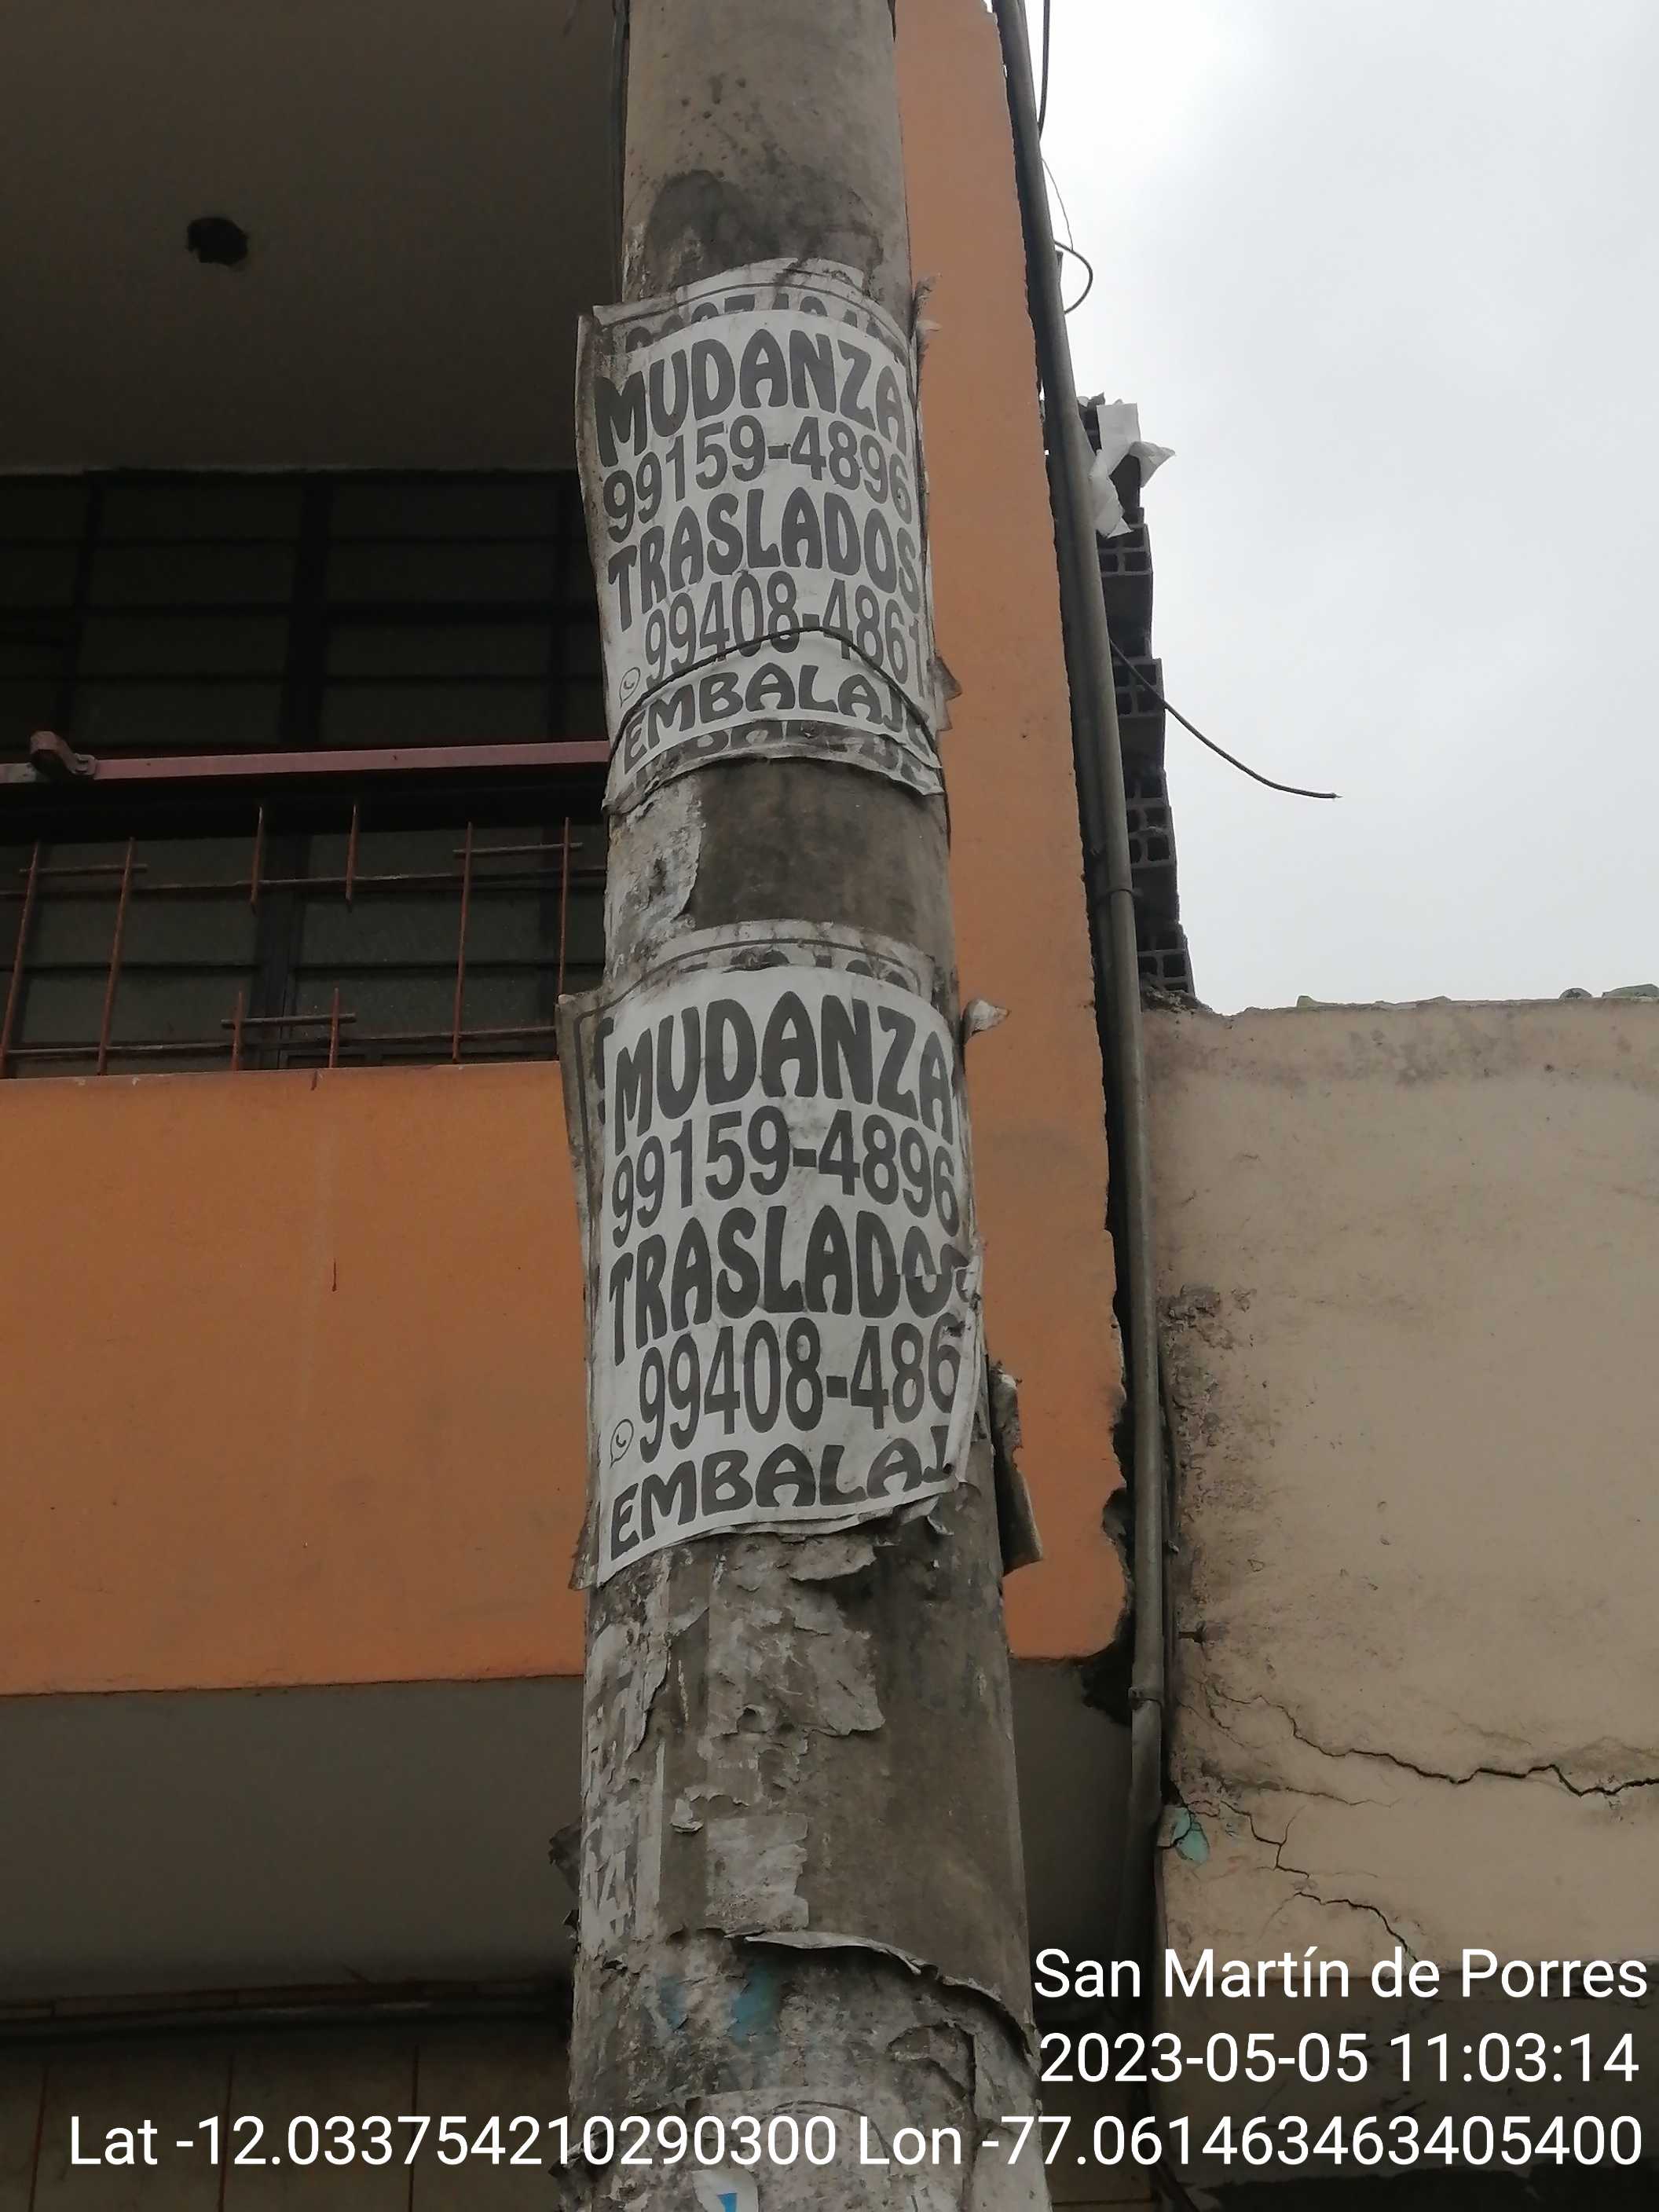 MUDANZA
99159-4896
TRASLADOS
99408-4861
EMBALAJ
MUDANZA
99159-4896
TRASLADOS
99408-486
EMBALAJ
San Martín de Porres
2023-05-05 11:03:14
Lat -12.033754210290300 Lon -77.061463463405400